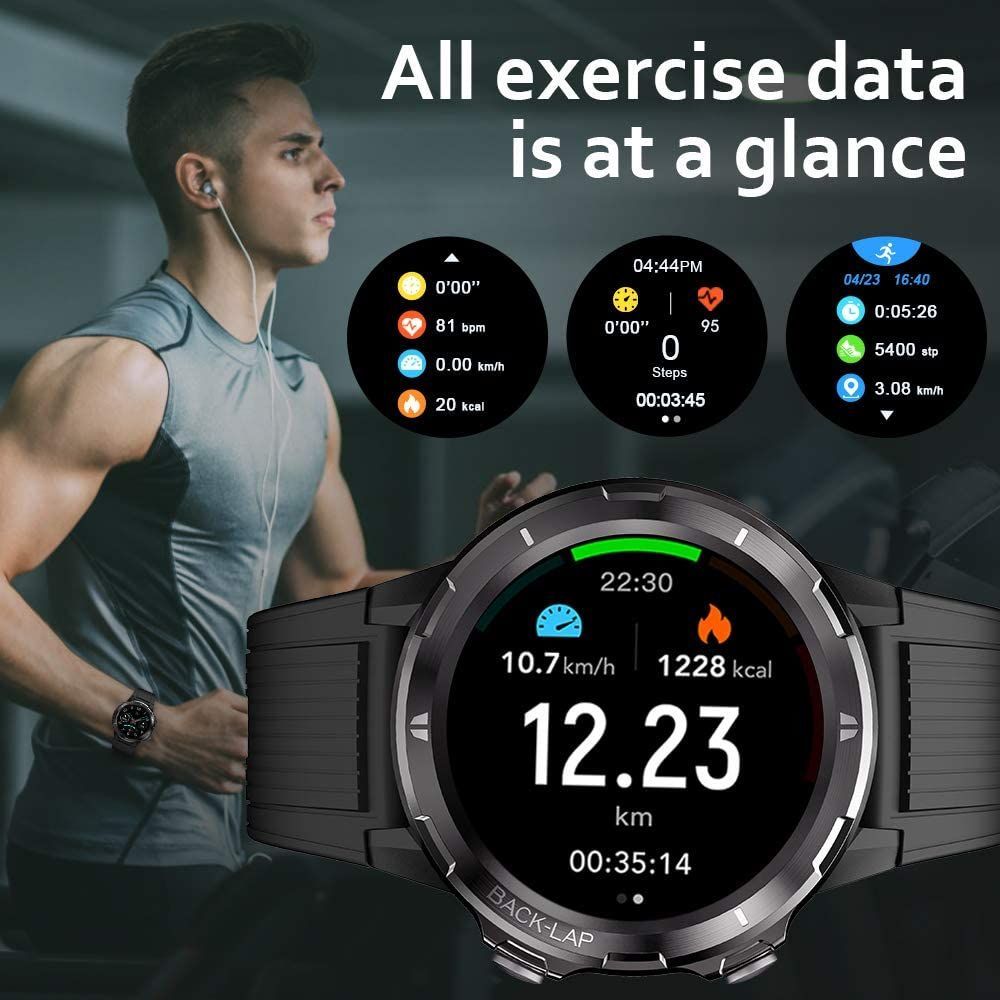 All exercise data
is at a glance
0'00''
81 bpm
0.00 km/h
20 kcal
04:44PM
0'00''
95
0
Steps
00:03:45
04/23 16:40
0:05:26
5400 stp
3.08 km/h
22:30
10.7km/h
1228 kcal
12.23
km
00:35:14
BACK-LAP